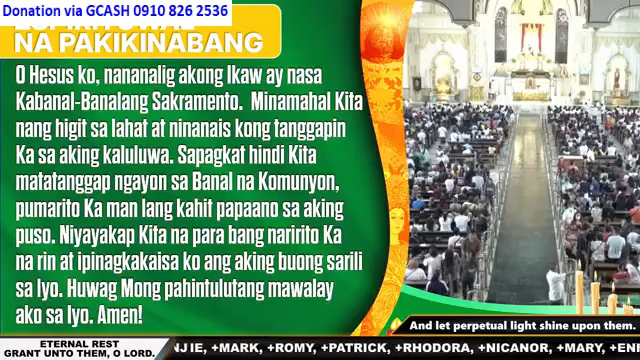 Donation via GCASH 0910 826 2536
NA PAKIKINABANG
O Hesus ko, nananalig akong Ikaw ay nasa
Kabanal-Banalang Sakramento. Minamahal Kita
nang higit sa lahat at ninanais kong tanggapin
Ka sa aking kaluluwa. Sapagkat hindi Kita
matatanggap ngayon sa Banal na Komunyon,
pumarito Ka man lang kahit papaano sa aking
puso. Niyayakap Kita na para bang naririto Ka
na rin at ipinagkakaisa ko ang aking buong sarili
sa Iyo. Huwag Mong pahintulutang mawalay
ako sa Iyo. Amen!
And let perpetual light shine upon them.
ETERNAL REST
GRANT UNTO THEM, O LORD.
+MARK, +ROMY, +PATRICK, +RHODORA, +NICANOR, +MARY,